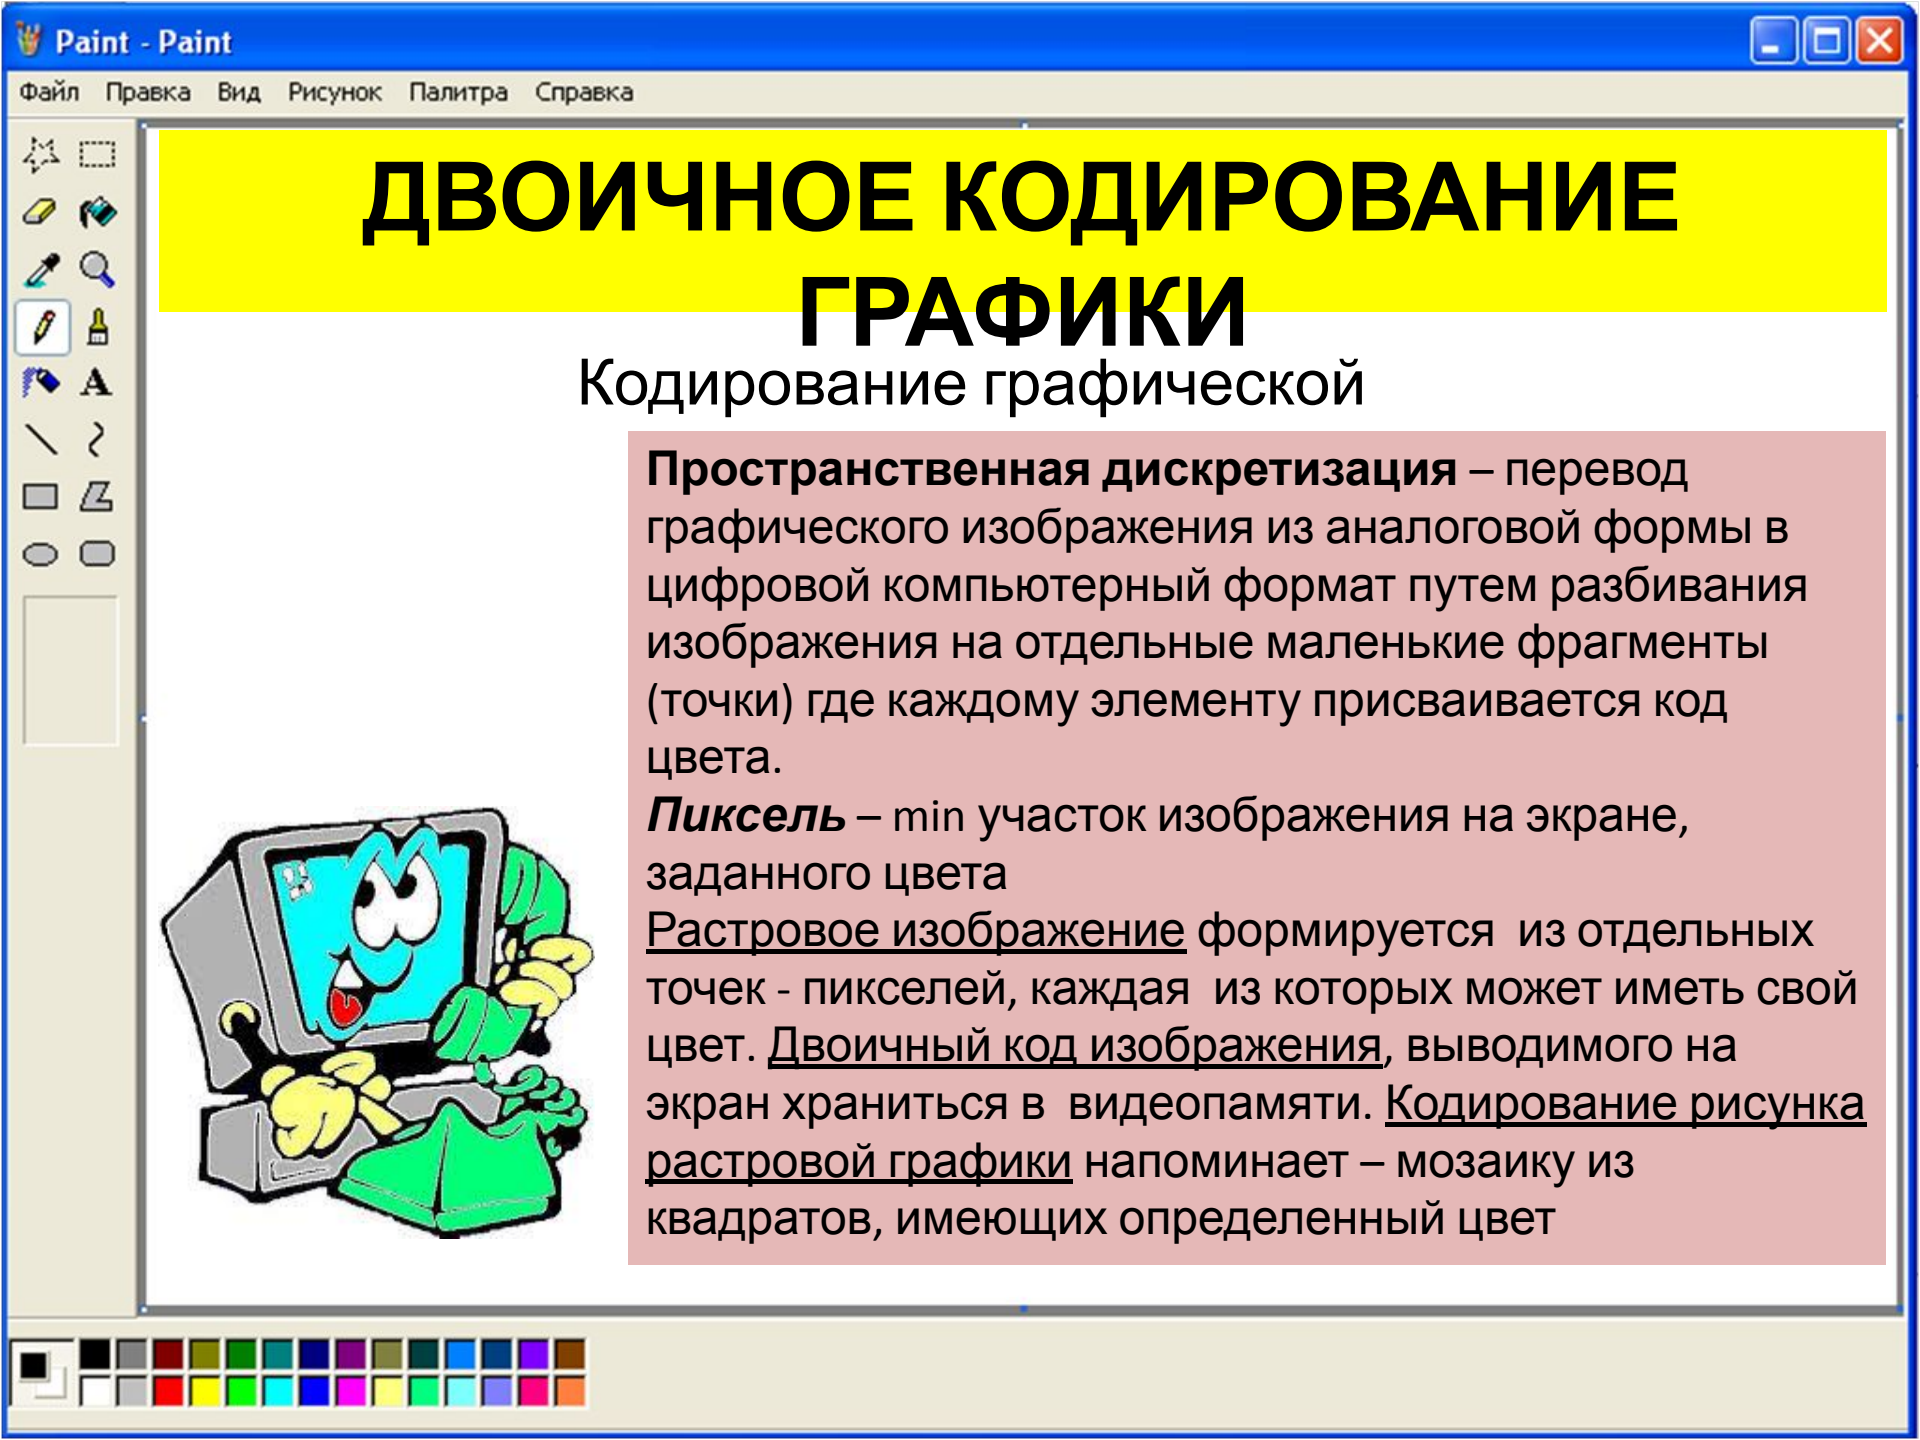 Paint - Paint
Файл Правка Вид Рисунок Палитра Справка
ДВОИЧНОЕ КОДИРОВАНИЕ
ГРАФИКИ
Кодирование графической
Пространственная дискретизация – перевод
графического изображения из аналоговой формы в
цифровой компьютерный формат путем разбивания
изображения на отдельные маленькие фрагменты
(точки) где каждому элементу присваивается код
цвета.
Пиксель – min участок изображения на экране,
заданного цвета
Растровое изображение формируется из отдельных
точек - пикселей, каждая из которых может иметь свой
цвет. Двоичный код изображения, выводимого на
экран храниться в видеопамяти. Кодирование рисунка
растровой графики напоминает – мозаику из
квадратов, имеющих определенный цвет